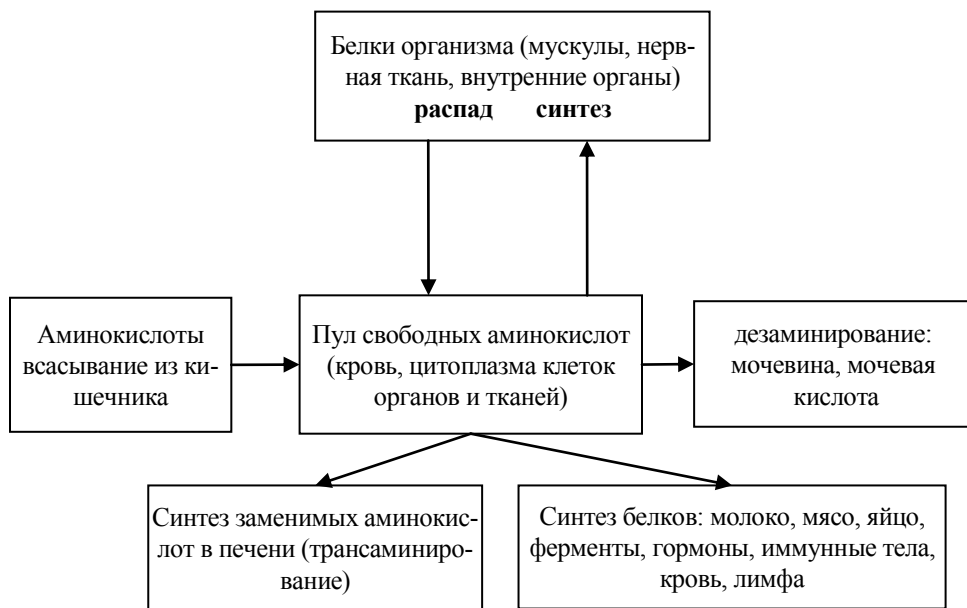 Белки организма (мускулы, нерв-
ная ткань, внутренние органы)
распад синтез
Аминокислоты
всасывание из ки-
шечника
Пул свободных аминокислот
(кровь, цитоплазма клеток
органов и тканей)
дезаминирование:
мочевина, мочевая
кислота
Синтез заменимых аминокис-
лот в печени (трансаминиро-
вание)
Синтез белков: молоко, мясо, яйцо,
ферменты, гормоны, иммунные тела,
кровь, лимфа